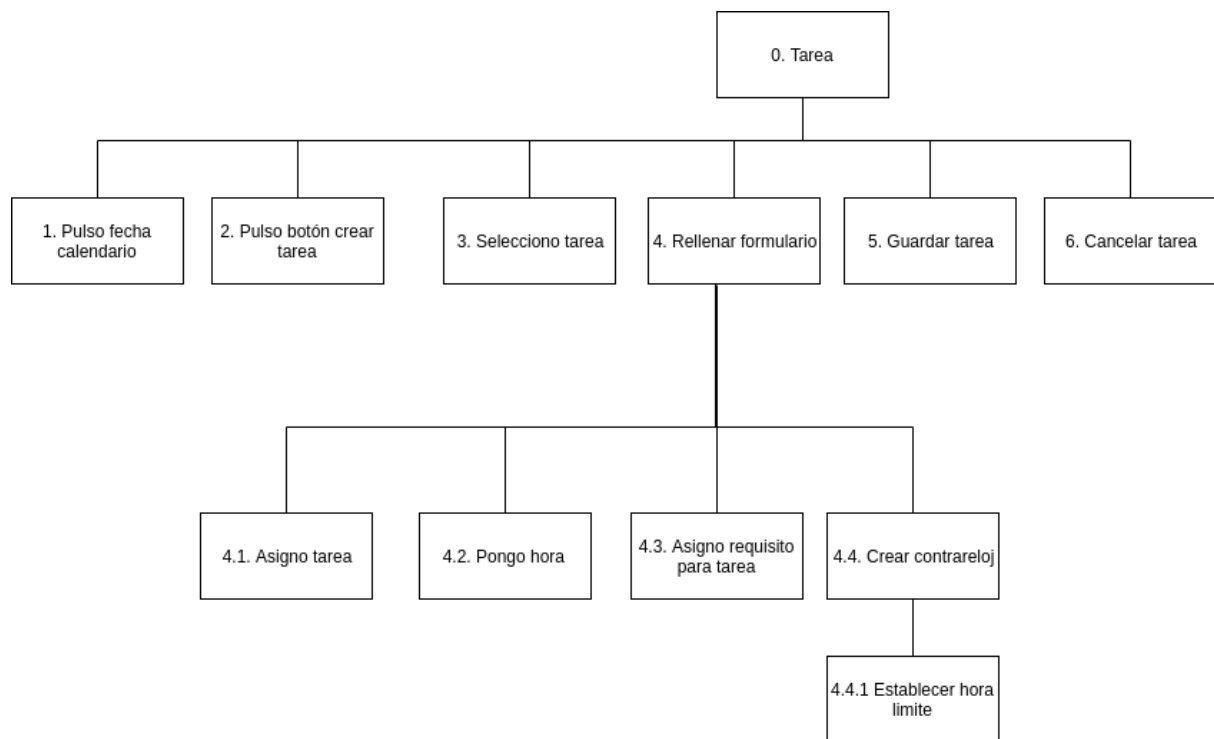 0. Tarea
1. Pulso fecha
calendario
2. Pulso botón crear
tarea
3. Selecciono tarea
4. Rellenar formulario
5. Guardar tarea
6. Cancelar tarea
4.1. Asigno tarea
4.2. Pongo hora
4.3. Asigno requisito
para tarea
4.4. Crear contrareloj
4.4.1 Establecer hora
limite